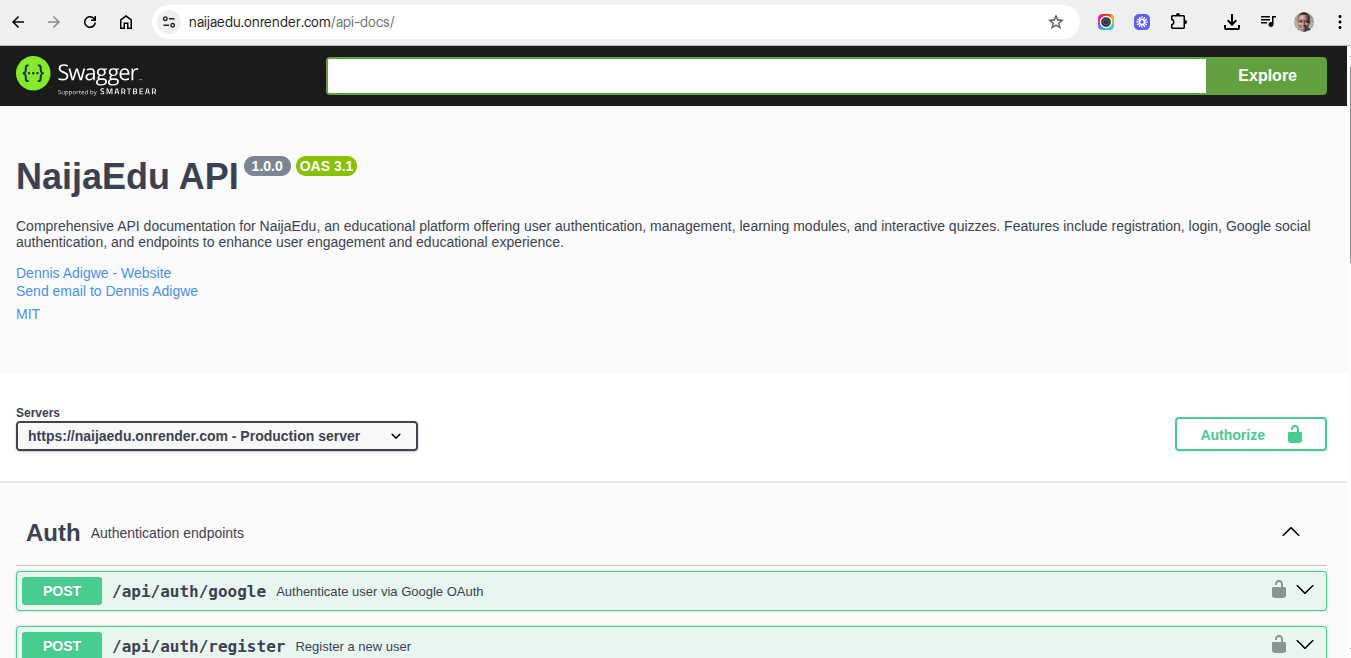 naijaedu.onrender.com/api-docs/
{···} Swagger.
Supported by SMARTBEAR
Explore
NaijaEdu API 1.0.0 OAS 3.1
Comprehensive API documentation for NaijaEdu, an educational platform offering user authentication, management, learning modules, and interactive quizzes. Features include registration, login, Google social
authentication, and endpoints to enhance user engagement and educational experience.
Dennis Adigwe - Website
Send email to Dennis Adigwe
MIT
Servers
https://naijaedu.onrender.com - Production server
Authorize
Auth Authentication endpoints
POST /api/auth/google Authenticate user via Google OAuth
POST /api/auth/register Register a new user